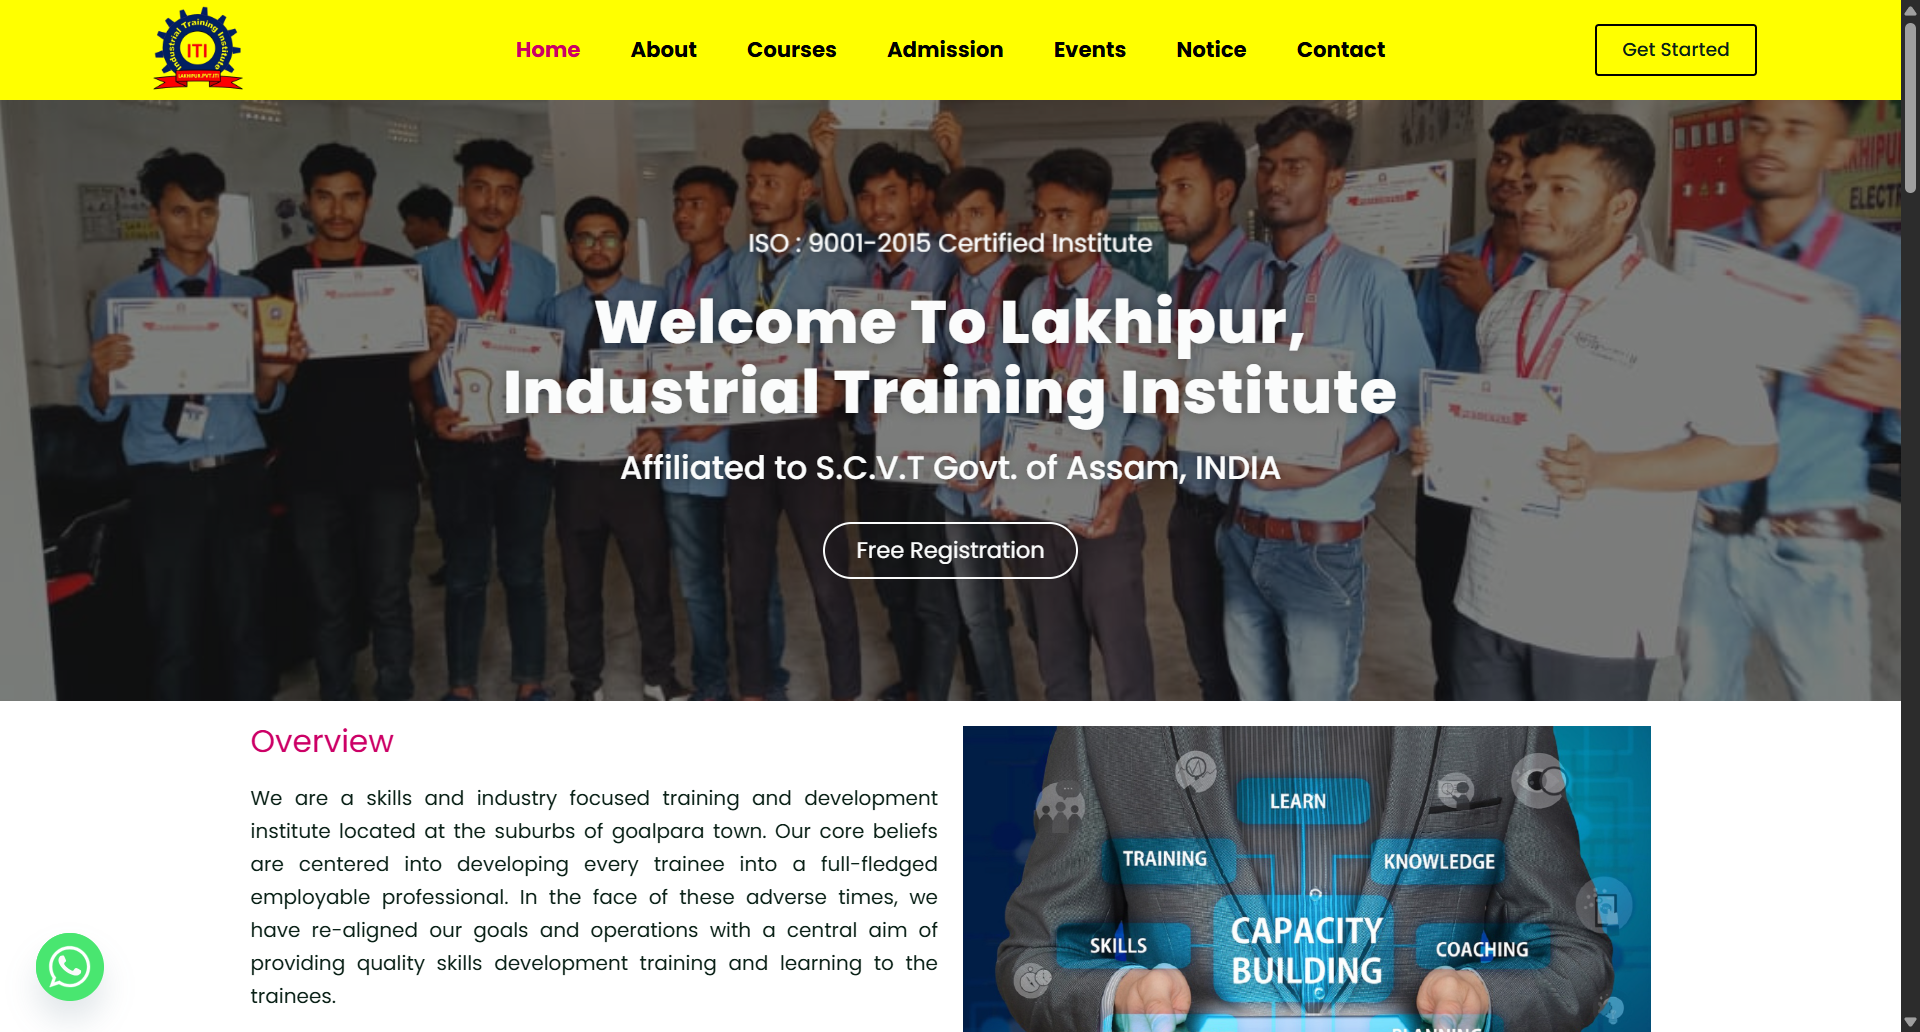 Industrial Training Institute
ITI
LAKHIPUR.PVT.ITI
Home
About
Courses
Admission
Events
Notice
Contact
Get Started
ISO : 9001-2015 Certified Institute
Welcome To Lakhipur,
Industrial Training Institute
Affiliated to S.C.V.T Govt. of Assam, INDIA
Free Registration
Overview
We are a skills and industry focused training and development
institute located at the suburbs of goalpara town. Our core beliefs
are centered into developing every trainee into a full-fledged
employable professional. In the face of these adverse times, we
have re-aligned our goals and operations with a central aim of
providing quality skills development training and learning to the
trainees.
LEARN
TRAINING
KNOWLEDGE
CAPACITY
BUILDING
SKILLS
COACHING
PLANNING